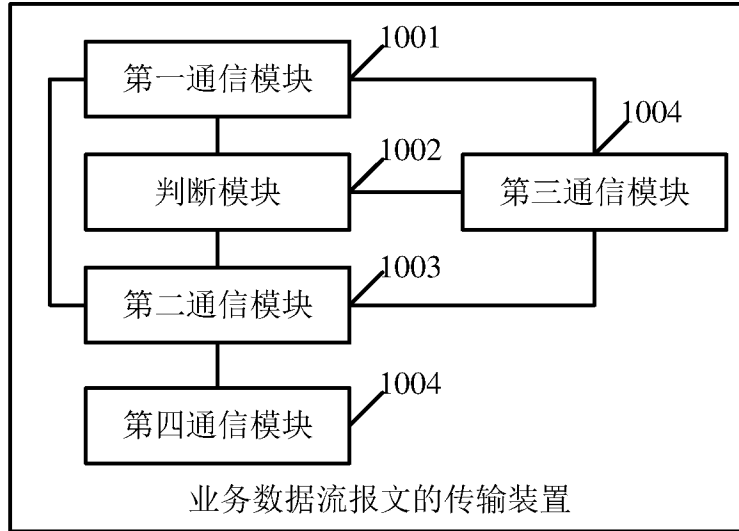 1001
第一通信模块
1004
1002
判断模块
第三通信模块
1003
第二通信模块
1004
第四通信模块
业务数据流报文的传输装置